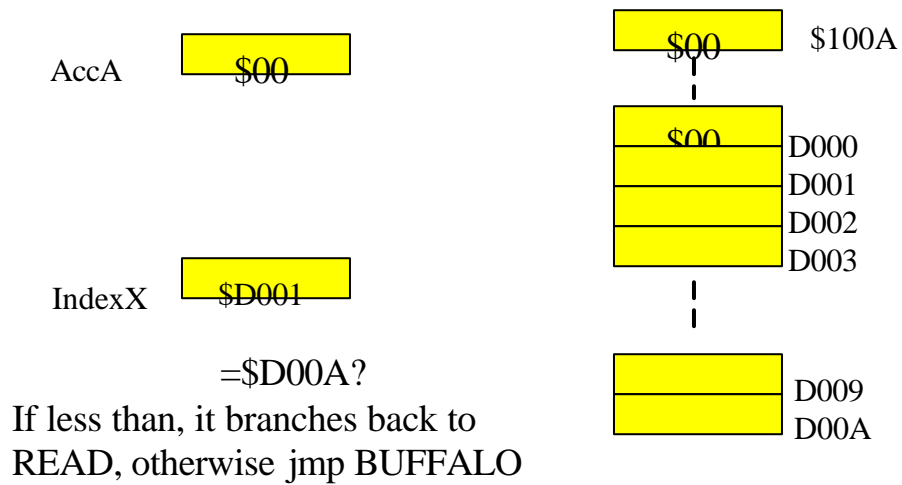 $00 $100A
AccA $00
$00 D000
D001
D002
D003
IndexX $D001
=$D00A?
D009
If less than, it branches back to
D00A
READ, otherwise jmp BUFFALO